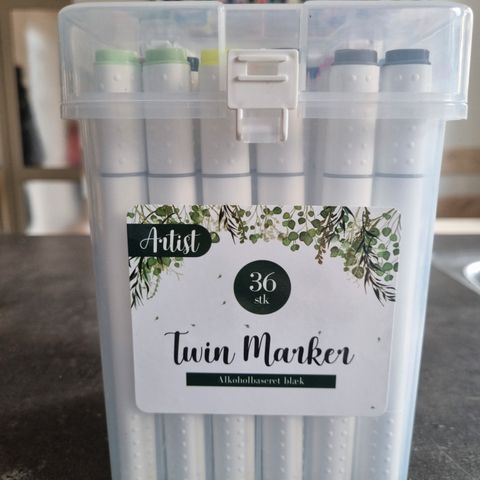 Artist
36
stk
Twin Marker
Alkoholbaseret blæk